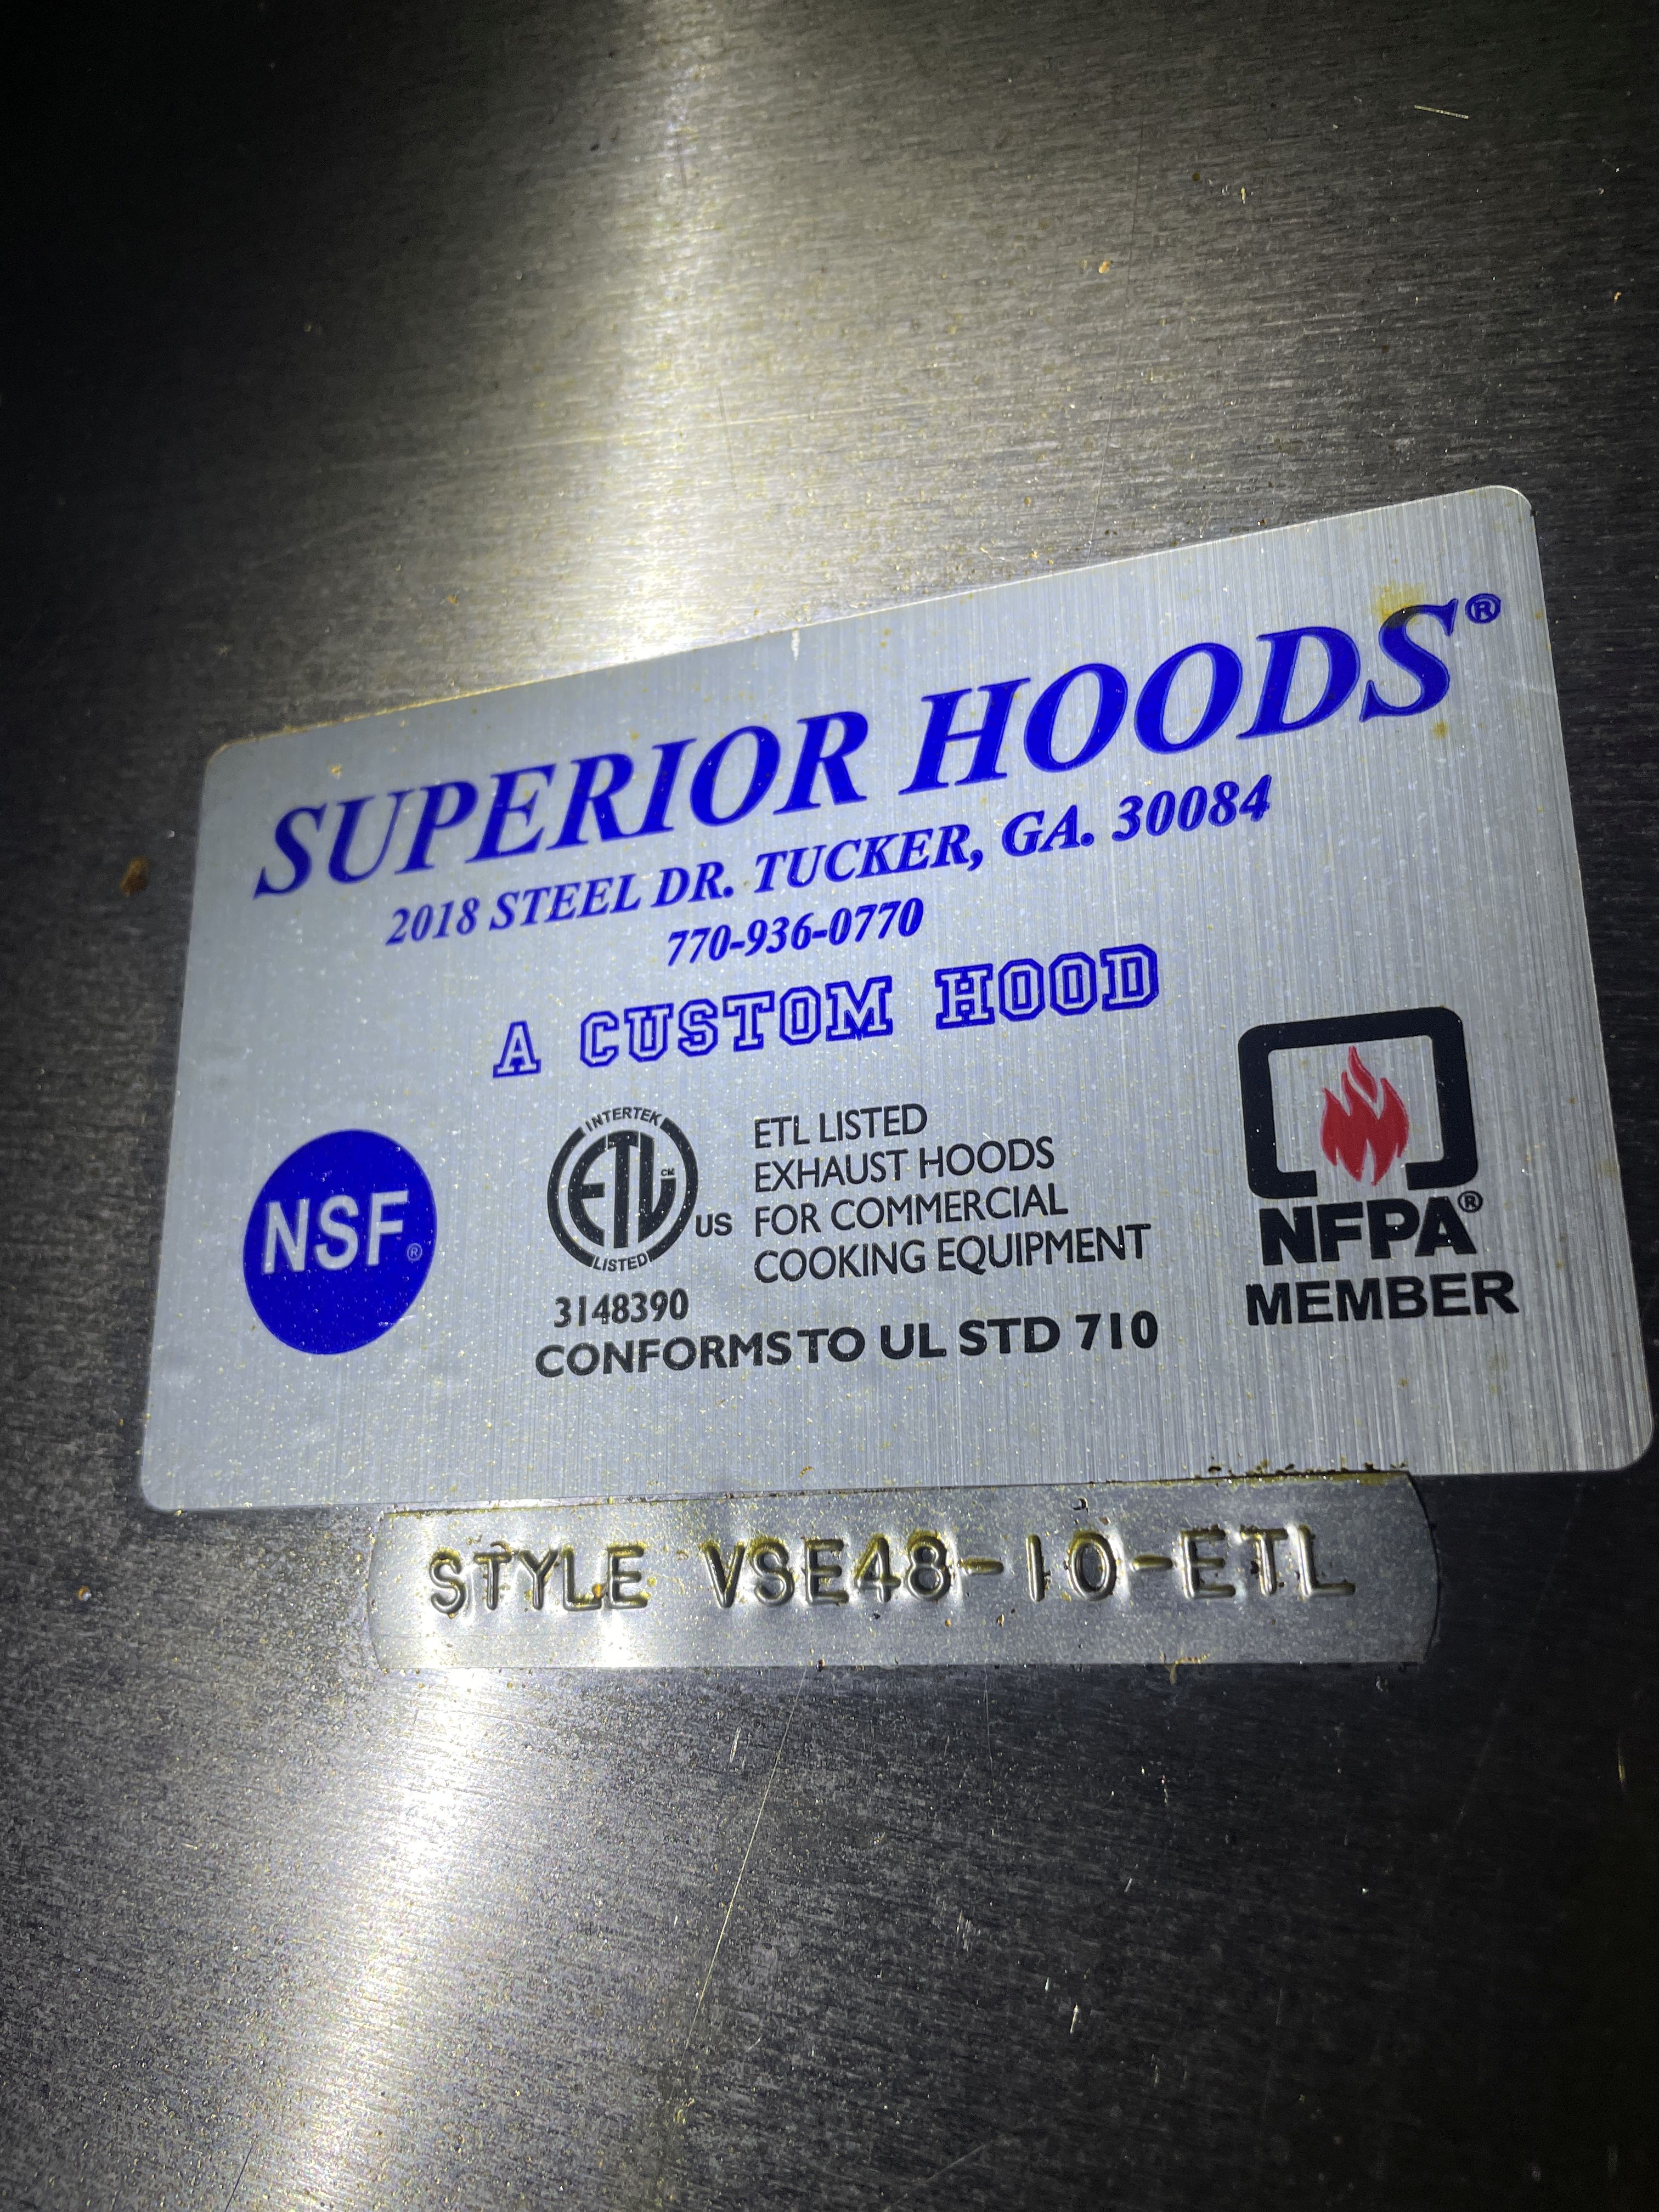 SUPERIOR HOODS®
2018 STEEL DR. TUCKER, GA. 30084
770-936-0770
A CUSTOM HOOD
NSF®
INTERTEK
ETL CM
LISTED
US
3148390
ETL LISTED
EXHAUST HOODS
FOR COMMERCIAL
COOKING EQUIPMENT
CONFORMS TO UL STD 710
NFPA®
MEMBER
STYLE VSE48-10-ETL